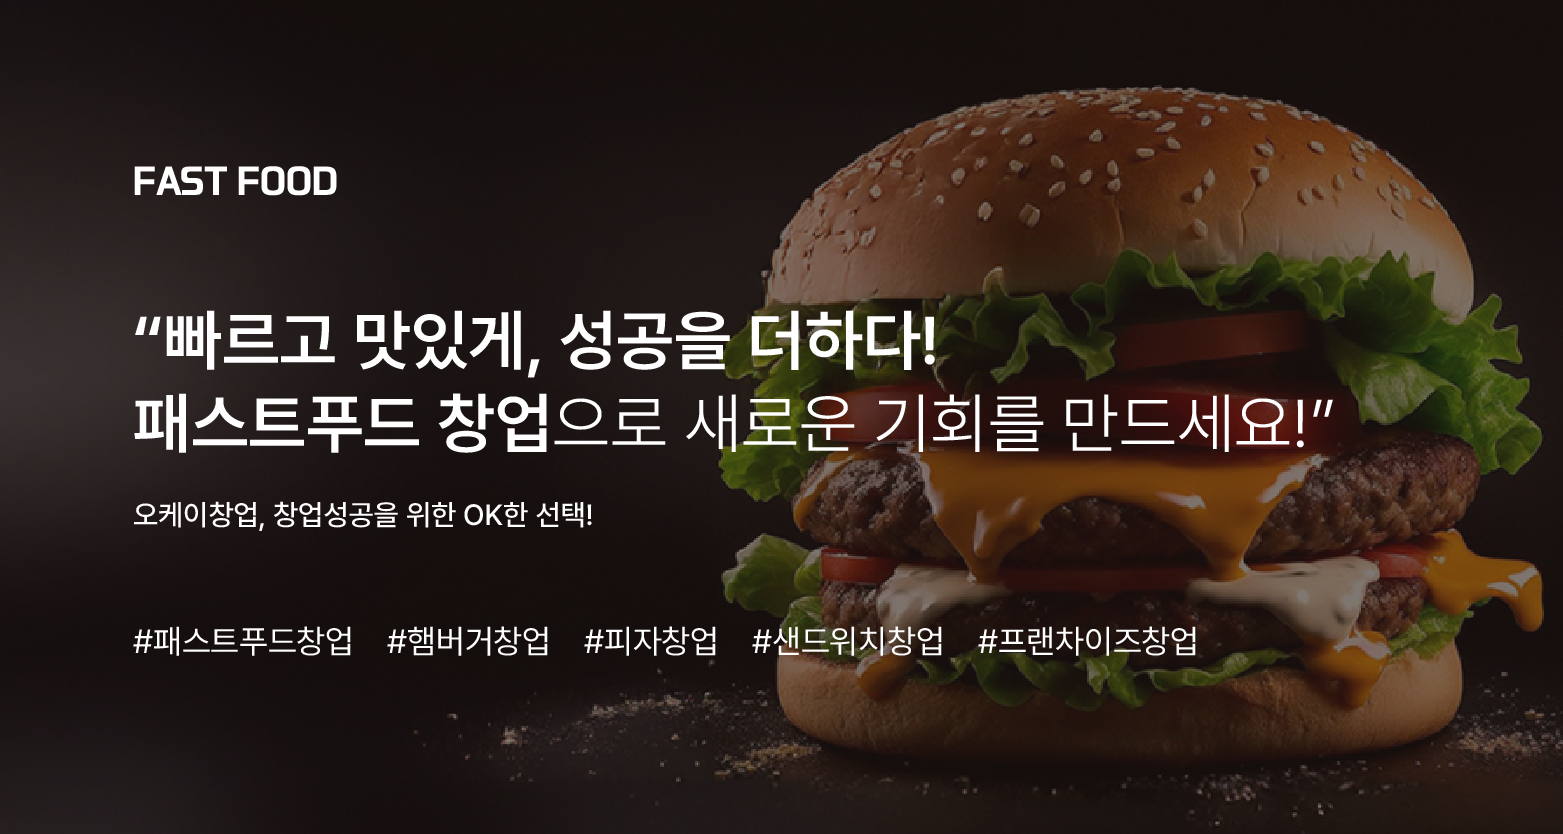 FAST FOOD
“빠르고 맛있게, 성공을 더하다!
패스트푸드 창업으로 새로운 기회를 만드세요!”
오케이창업, 창업성공을 위한 OK한 선택!
#패스트푸드창업 #햄버거창업 #피자창업 #샌드위치창업 #프랜차이즈창업